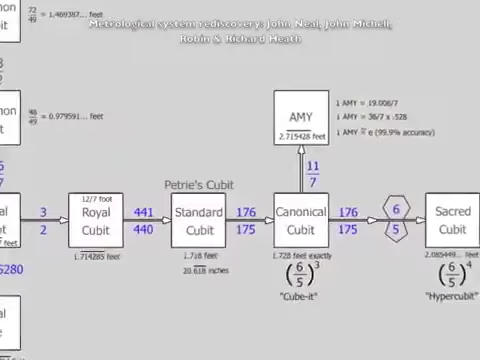 Metrological system rediscovery: John Neal, John Michell,
Robin & Richard Heath
72
49
= 1.469387... feet
3
2
mon
t
48
49
= 0.979591... feet
AMY
2.715428 feet
1 AMY = 19.008/7
1 AMY = 36/7 x .528
1 AMY ≅ e (99.9% accuracy)
11
7
Petrie's Cubit
12/7 foot
Royal
Cubit
441
440
Standard
Cubit
176
175
Canonical
Cubit
176
175
6
5
Sacred
Cubit
3
2
1.714285 feet
1.718 feet
1.728 feet exactly
2.085449... feet
5280
20.618 inches
(6/5)³
(6/5)⁴
"Cube-it"
"Hypercubit"